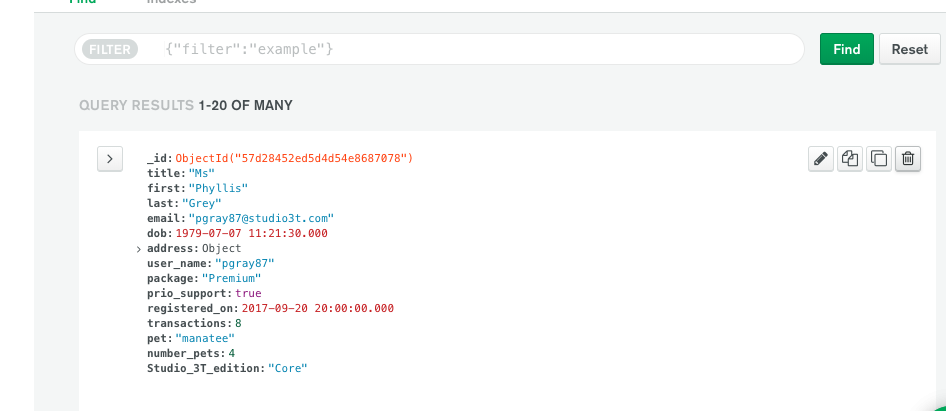 Find Indexes
FILTER {"filter":"example"} Find Reset
QUERY RESULTS 1-20 OF MANY
_id:ObjectId("57d28452ed5d4d54e8687078")
title:"Ms"
first:"Phyllis"
last:"Grey"
email:"pgray87@studio3t.com"
dob:1979-07-07 11:21:30.000
address:Object
user_name:"pgray87"
package:"Premium"
prio_support:true
registered_on:2017-09-20 20:00:00.000
transactions:8
pet:"manatee"
number_pets:4
Studio_3T_edition:"Core"